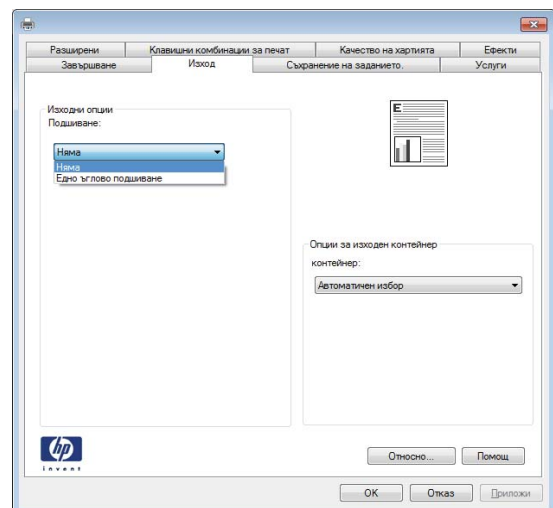 Разширени
Клавишни комбинации за печат
Качество на хартията
Ефекти
Завършване
Изход
Съхранение на заданието.
Услуги
Изходни опции
Подшиване:
Няма
Няма
Едно ъглово подшиване
E
Опции за изходен контейнер
контейнер:
Автоматичен избор
hp
invent
Относно...
Помощ
OK
Отказ
Приложи